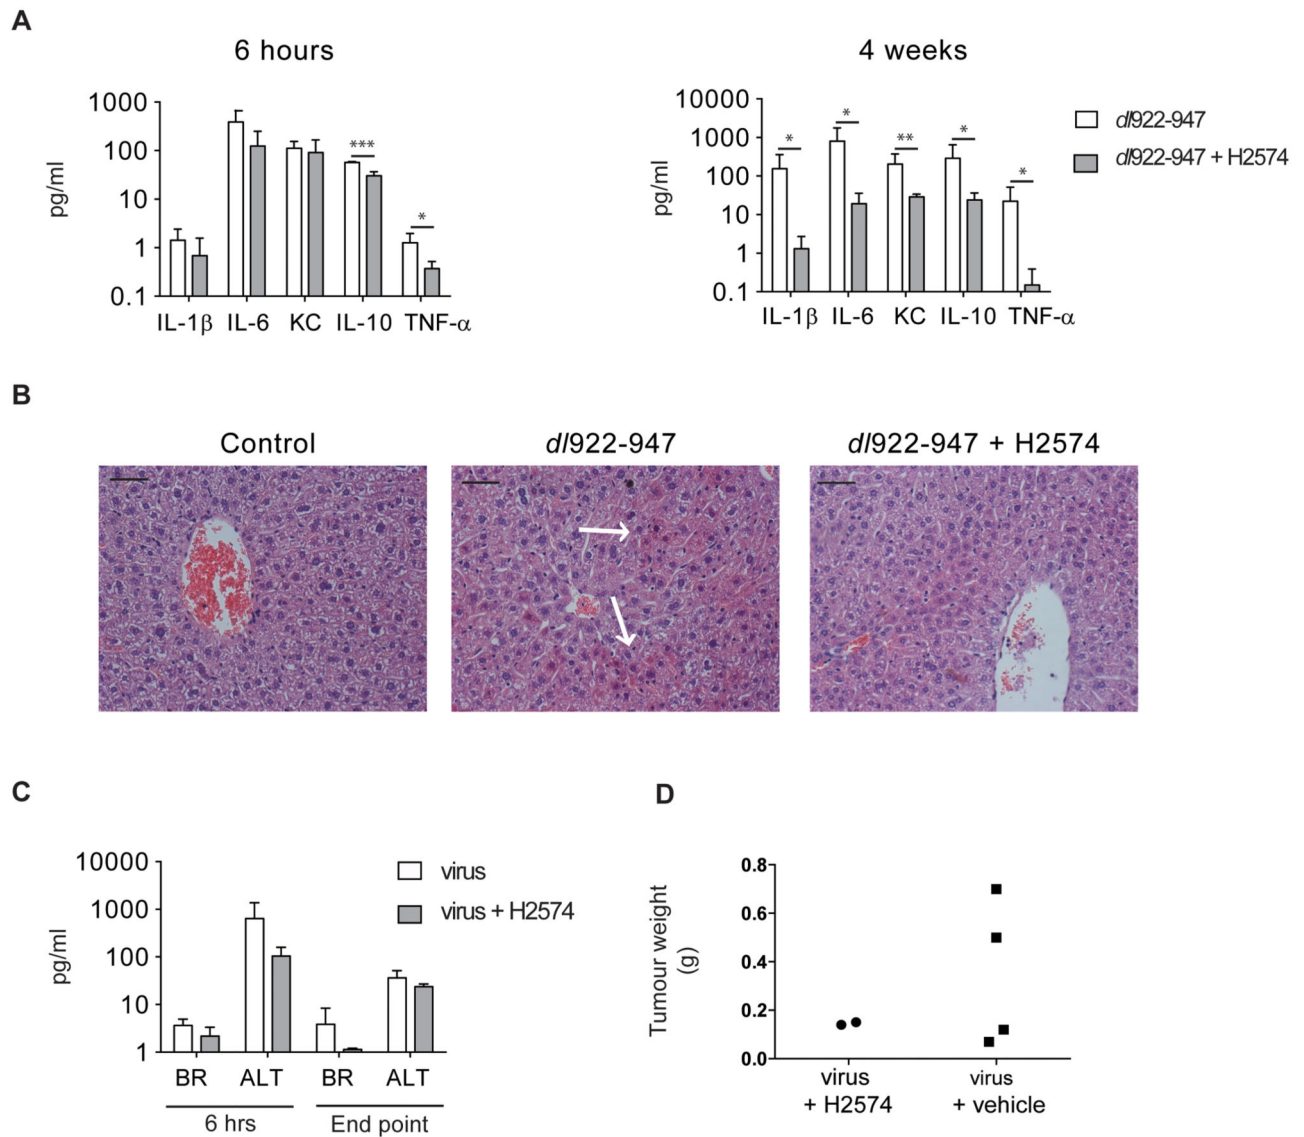 A
6 hours
4 weeks
pg/ml
1000
100
10
1
0.1
***
*
IL-1β IL-6 KC IL-10 TNF-α
pg/ml
10000
1000
100
10
1
0.1
*
*
**
*
*
IL-1β IL-6 KC IL-10 TNF-α
dl922-947
dl922-947 + H2574
B
Control
dl922-947
dl922-947 + H2574
C
pg/ml
10000
1000
100
10
1
BR ALT BR ALT
6 hrs End point
virus
virus + H2574
D
Tumour weight
(g)
0.8
0.6
0.4
0.2
0.0
virus
+ H2574
virus
+ vehicle